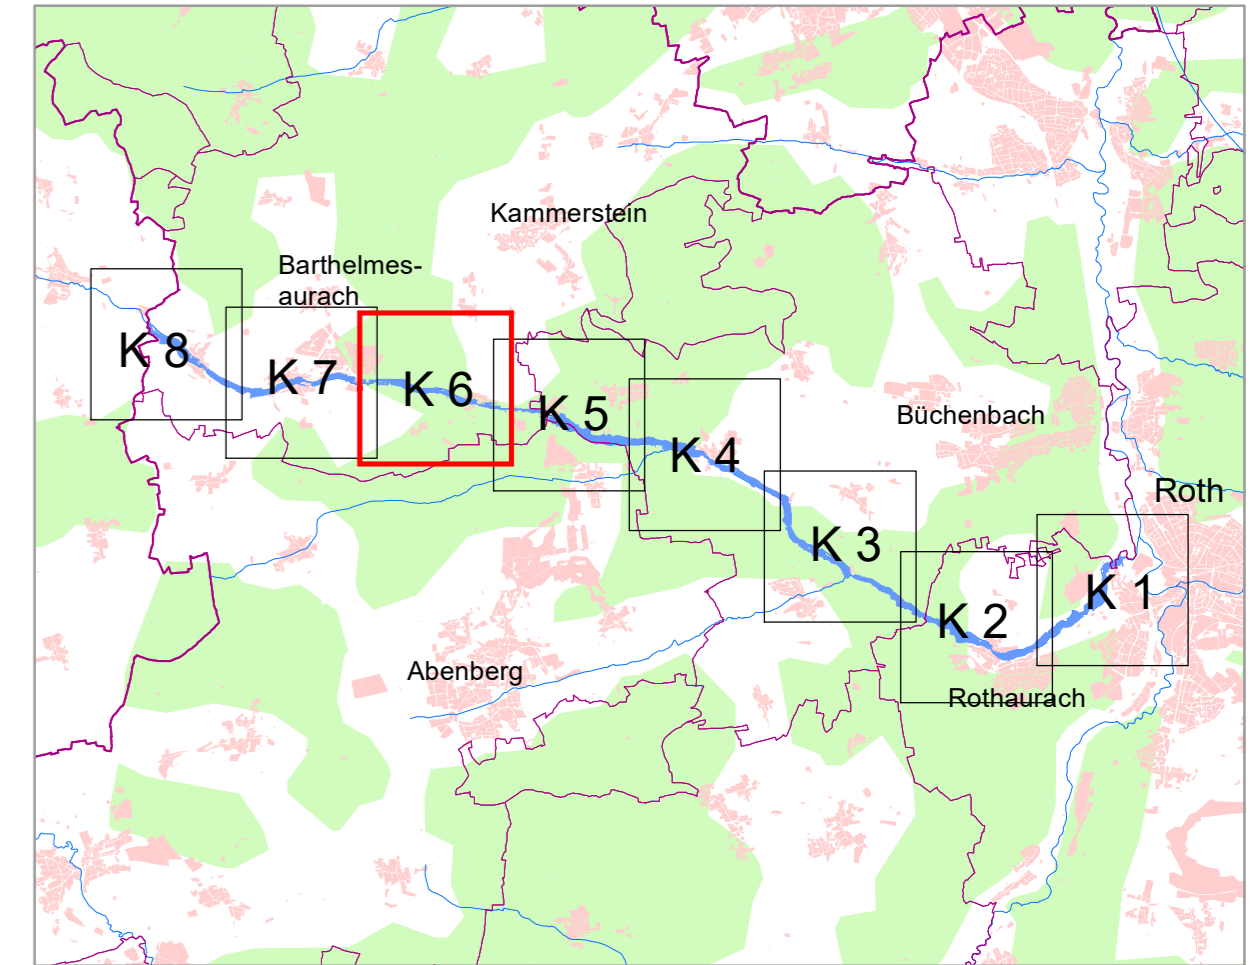 Kammerstein
Barthelmes-
aurach
K 8
K 7
K 6
K 5
K 4
Büchenbach
Roth
K 3
K 2
K 1
Abenberg
Rothaurach